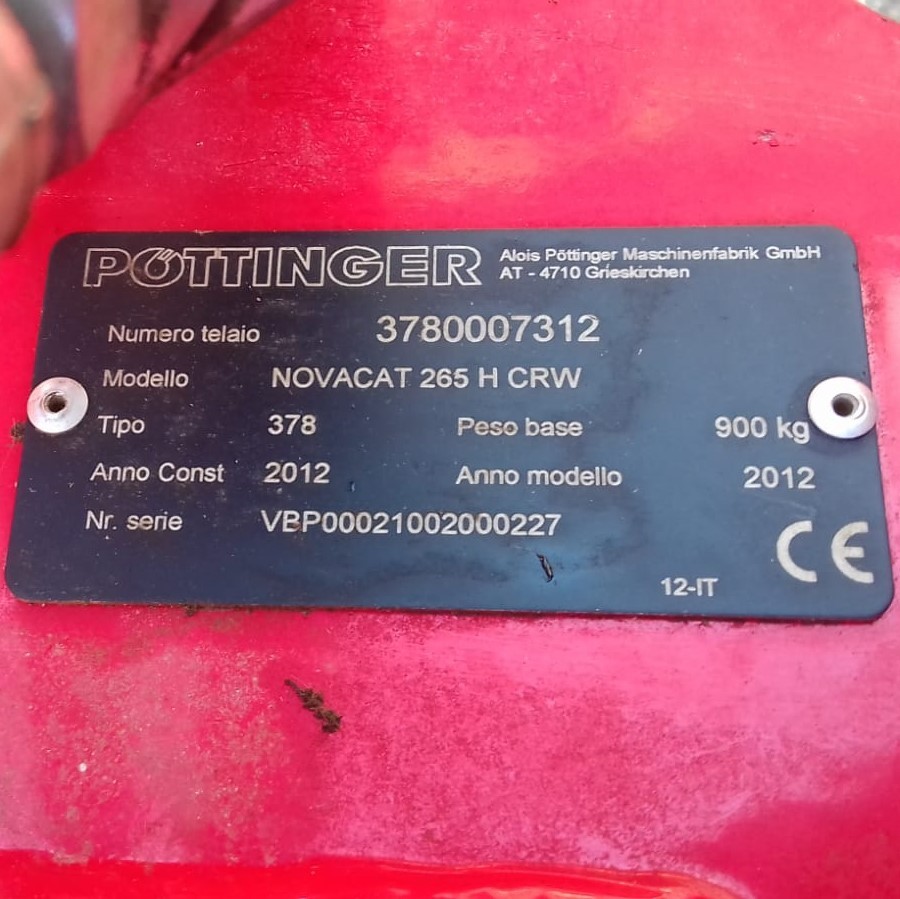 PÖTTINGER Alois Pöttinger Maschinenfabrik GmbH
AT - 4710 Grieskirchen
Numero telaio 3780007312
Modello NOVACAT 265 H CRW
Tipo 378 Peso base 900 kg
Anno Const 2012 Anno modello 2012
Nr. serie VBP00021002000227
CE
12-IT